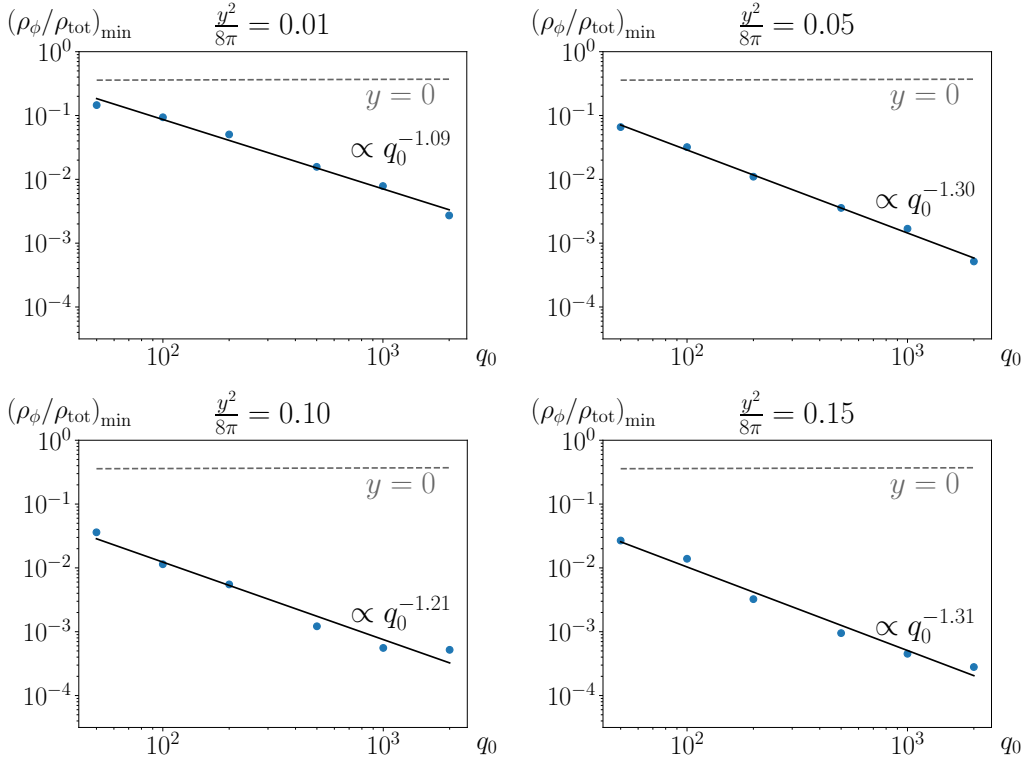 (ρ_ϕ/ρ_tot)_min y²/8π = 0.01
10⁰
10⁻¹
10⁻²
10⁻³
10⁻⁴
y = 0
∝ q₀^−1.09
10² 10³ q₀
(ρ_ϕ/ρ_tot)_min y²/8π = 0.05
10⁰
10⁻¹
10⁻²
10⁻³
10⁻⁴
y = 0
∝ q₀^−1.30
10² 10³ q₀
(ρ_ϕ/ρ_tot)_min y²/8π = 0.10
10⁰
10⁻¹
10⁻²
10⁻³
10⁻⁴
y = 0
∝ q₀^−1.21
10² 10³ q₀
(ρ_ϕ/ρ_tot)_min y²/8π = 0.15
10⁰
10⁻¹
10⁻²
10⁻³
10⁻⁴
y = 0
∝ q₀^−1.31
10² 10³ q₀